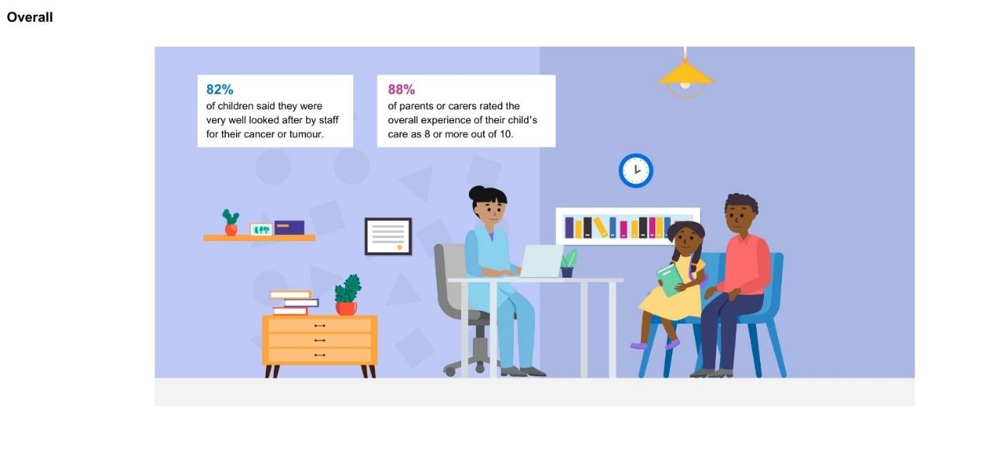 Overall
82%
of children said they were
very well looked after by staff
for their cancer or tumour.
88%
of parents or carers rated the
overall experience of their child's
care as 8 or more out of 10.